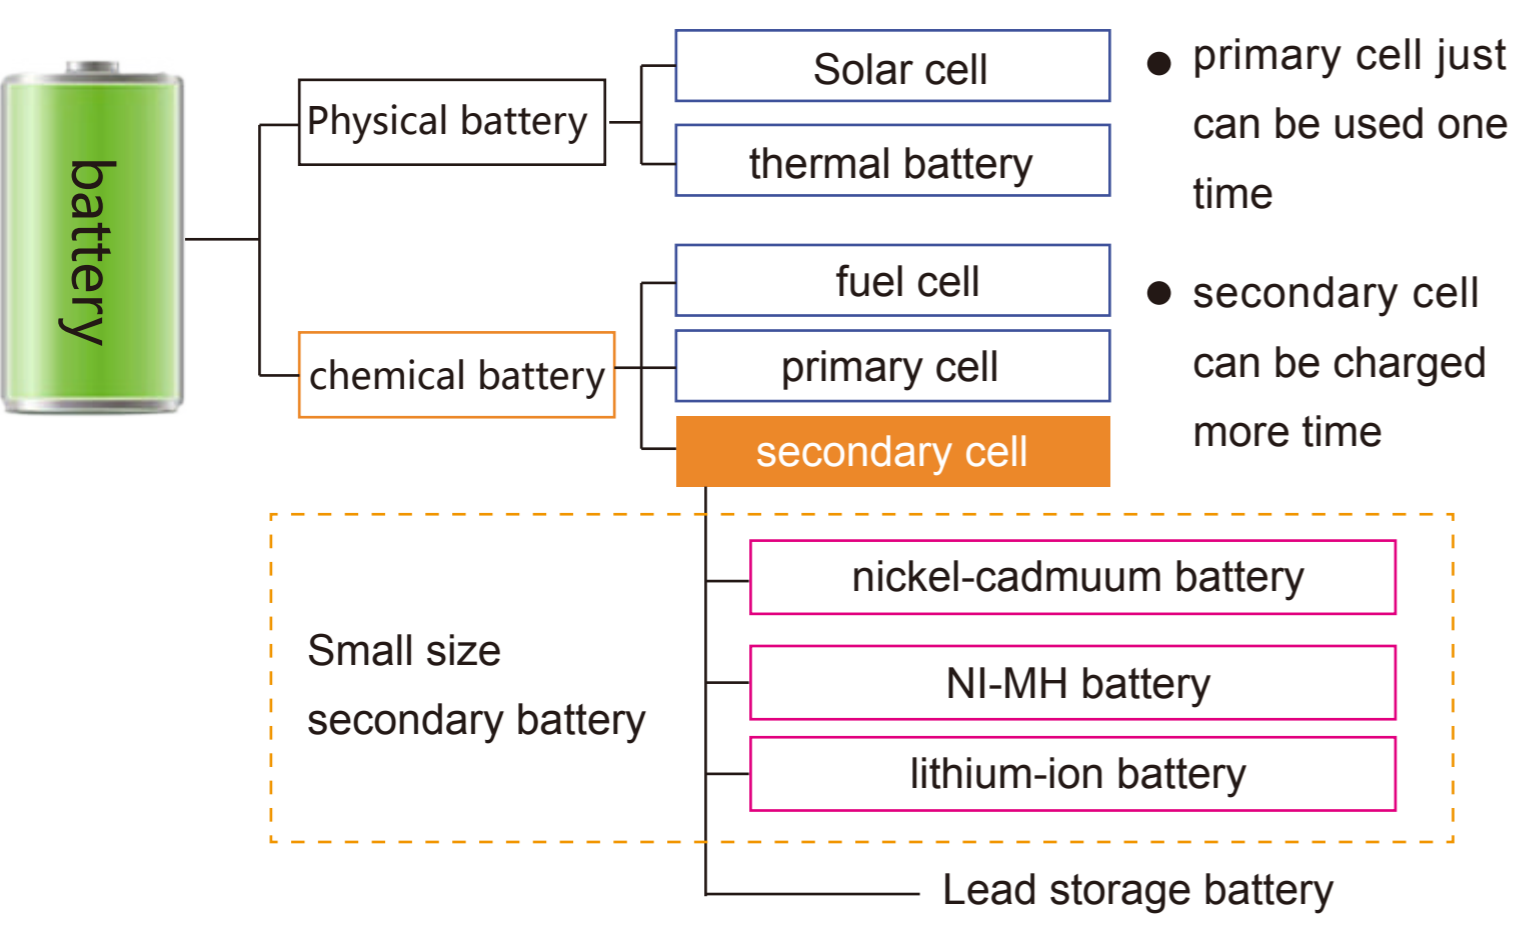 battery
Physical battery
Solar cell
thermal battery
chemical battery
fuel cell
primary cell
secondary cell
● primary cell just
can be used one
time
● secondary cell
can be charged
more time
Small size
secondary battery
nickel-cadmuum battery
NI-MH battery
lithium-ion battery
Lead storage battery